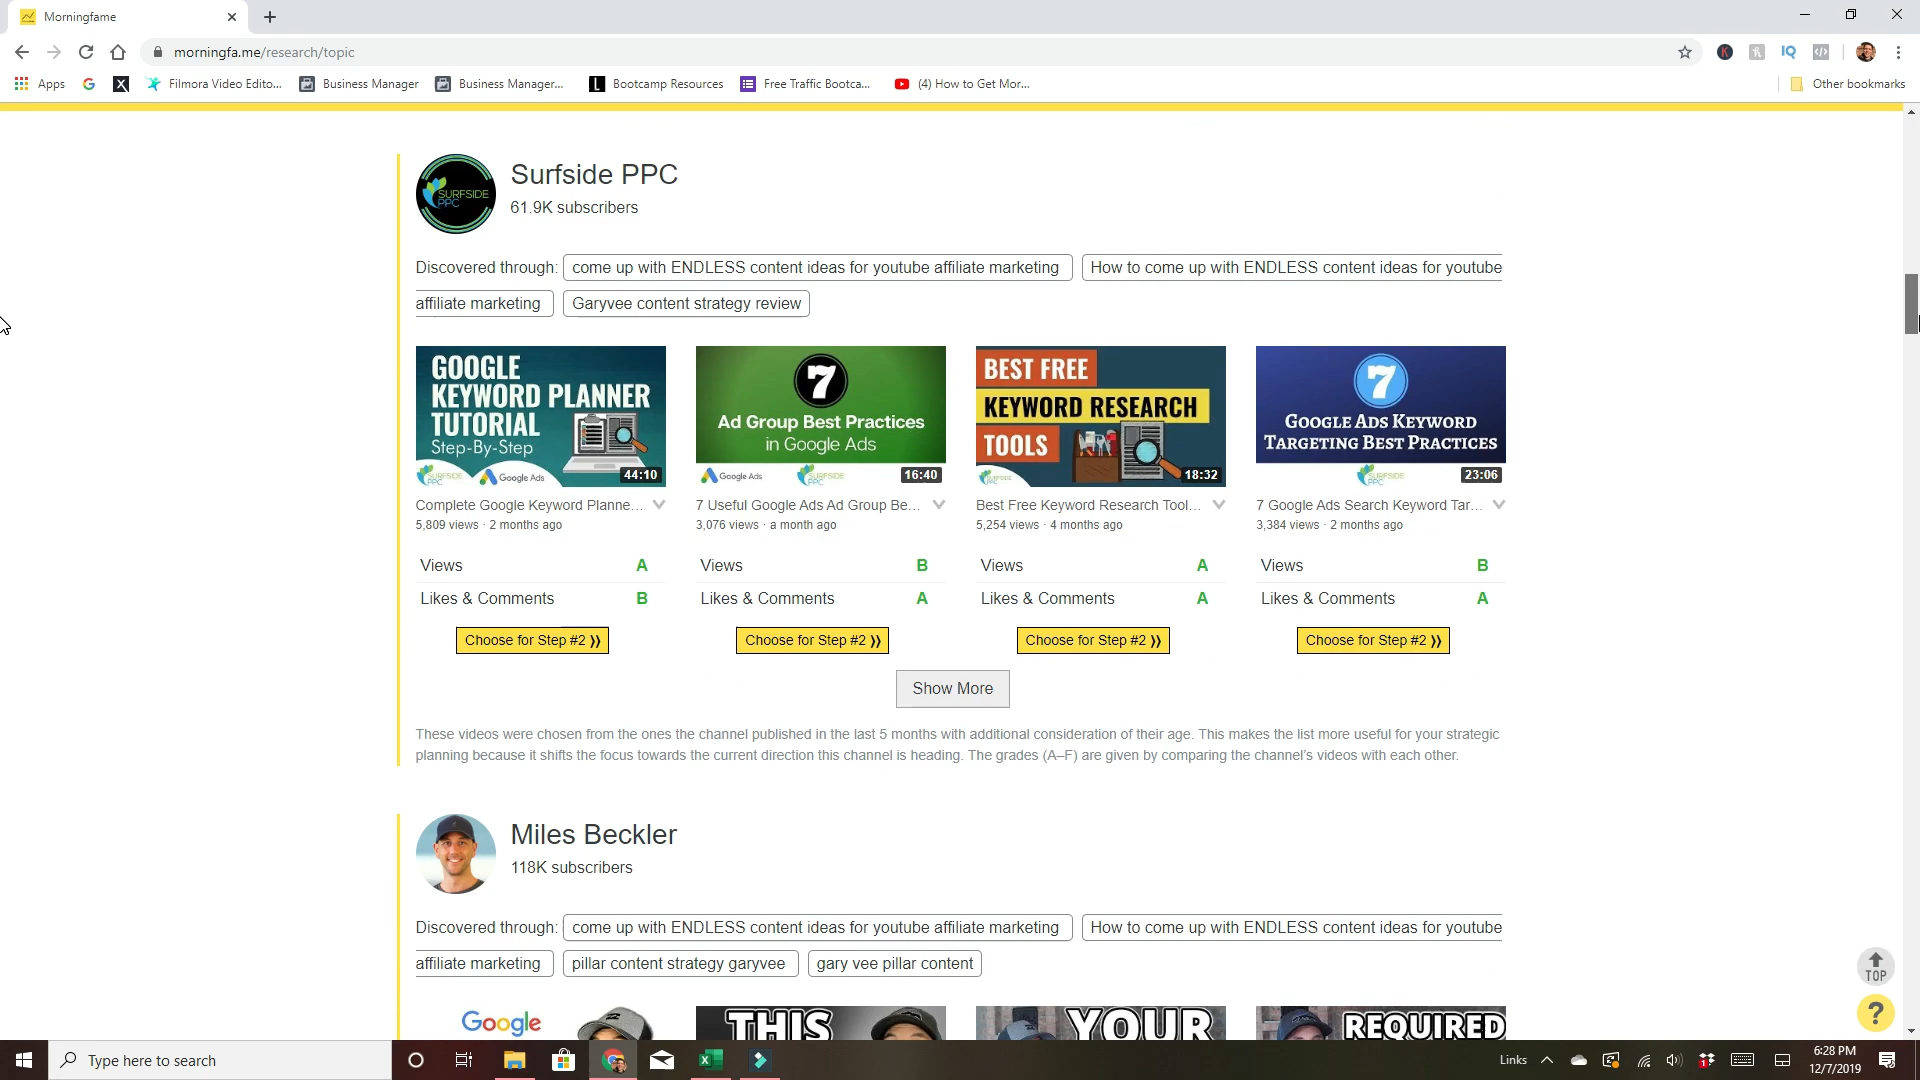 Morningfame
morningfa.me/research/topic
Apps
Filmora Video Edito...
Business Manager
Business Manager...
Bootcamp Resources
Free Traffic Bootca...
(4) How to Get Mor...
Other bookmarks
SURFSIDE PPC
Surfside PPC
61.9K subscribers
Discovered through: come up with ENDLESS content ideas for youtube affiliate marketing How to come up with ENDLESS content ideas for youtube
affiliate marketing Garyvee content strategy review
GOOGLE
KEYWORD PLANNER
TUTORIAL
Step-By-Step
SURFSIDE PPC Google Ads 44:10
7
Ad Group Best Practices
in Google Ads
Google Ads SURFSIDE PPC 16:40
BEST FREE
KEYWORD RESEARCH
TOOLS
18:32
7
GOOGLE ADS KEYWORD
TARGETING BEST PRACTICES
SURFSIDE PPC 23:06
Complete Google Keyword Planne...
5,809 views · 2 months ago
7 Useful Google Ads Ad Group Be...
3,076 views · a month ago
Best Free Keyword Research Tool...
5,254 views · 4 months ago
7 Google Ads Search Keyword Tar...
3,384 views · 2 months ago
Views A Views B Views A Views B
Likes & Comments B Likes & Comments A Likes & Comments A Likes & Comments A
Choose for Step #2 Choose for Step #2 Choose for Step #2 Choose for Step #2
Show More
These videos were chosen from the ones the channel published in the last 5 months with additional consideration of their age. This makes the list more useful for your strategic
planning because it shifts the focus towards the current direction this channel is heading. The grades (A–F) are given by comparing the channel's videos with each other.
Miles Beckler
118K subscribers
Discovered through: come up with ENDLESS content ideas for youtube affiliate marketing How to come up with ENDLESS content ideas for youtube
affiliate marketing pillar content strategy garyvee gary vee pillar content
TOP
?
Google THIS YOUR REQUIRED
Type here to search
Links
6:28 PM
12/7/2019